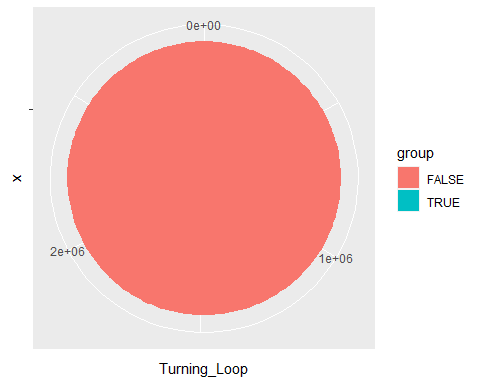 0e+00
group
FALSE
TRUE
x
2e+06
1e+06
Turning_Loop